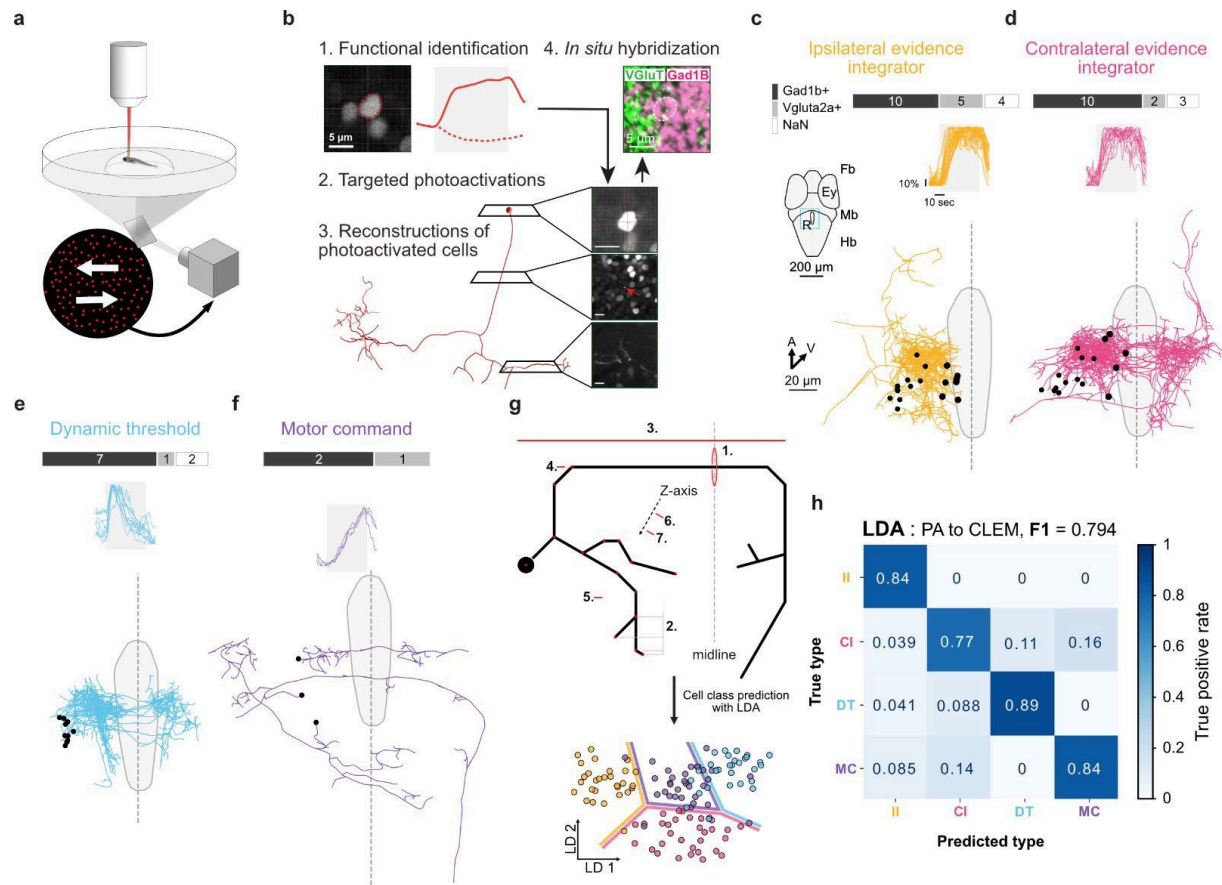 a
b
1. Functional identification
4. In situ hybridization
VGluT Gad1B
5 µm
5 µm
2. Targeted photoactivations
3. Reconstructions of
photoactivated cells
c
Ipsilateral evidence
integrator
Gad1b+
Vgluta2a+
NaN
10 5 4
10%
10 sec
Fb
Ey
Mb
R
Hb
200 µm
A
V
20 µm
d
Contralateral evidence
integrator
10 2 3
e
Dynamic threshold
7 1 2
f
Motor command
2 1
g
3.
1.
4.
Z-axis
6.
7.
5.
2.
midline
Cell class prediction
with LDA
LD 2
LD 1
h
LDA : PA to CLEM, F1 = 0.794
True type
II 0.84 0 0 0
CI 0.039 0.77 0.11 0.16
DT 0.041 0.088 0.89 0
MC 0.085 0.14 0 0.84
II CI DT MC
Predicted type
1
0.8
0.6
0.4
0.2
0
True positive rate